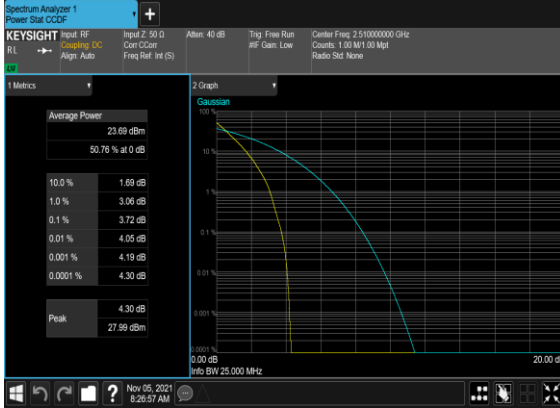 Spectrum Analyzer 1
Power Stat CCDF
+
KEYSIGHT
RL
Input: RF
Coupling: DC
Align: Auto
Input Z: 50 Ω
Corr CCorr
Freq Ref: Int (S)
Atten: 40 dB
Trig: Free Run
#IF Gain: Low
Center Freq: 2.510000000 GHz
Counts: 1.00 M/1.00 Mpt
Radio Std: None
1 Metrics
Average Power
23.69 dBm
50.76 % at 0 dB
10.0 % 1.69 dB
1.0 % 3.06 dB
0.1 % 3.72 dB
0.01 % 4.05 dB
0.001 % 4.19 dB
0.0001 % 4.30 dB
Peak
4.30 dB
27.99 dBm
2 Graph
Gaussian
100 %
10 %
1 %
0.1 %
0.01 %
0.001 %
0.0001 %
0.00 dB
20.00 d
Info BW 25.000 MHz
?
Nov 05, 2021
8:26:57 AM